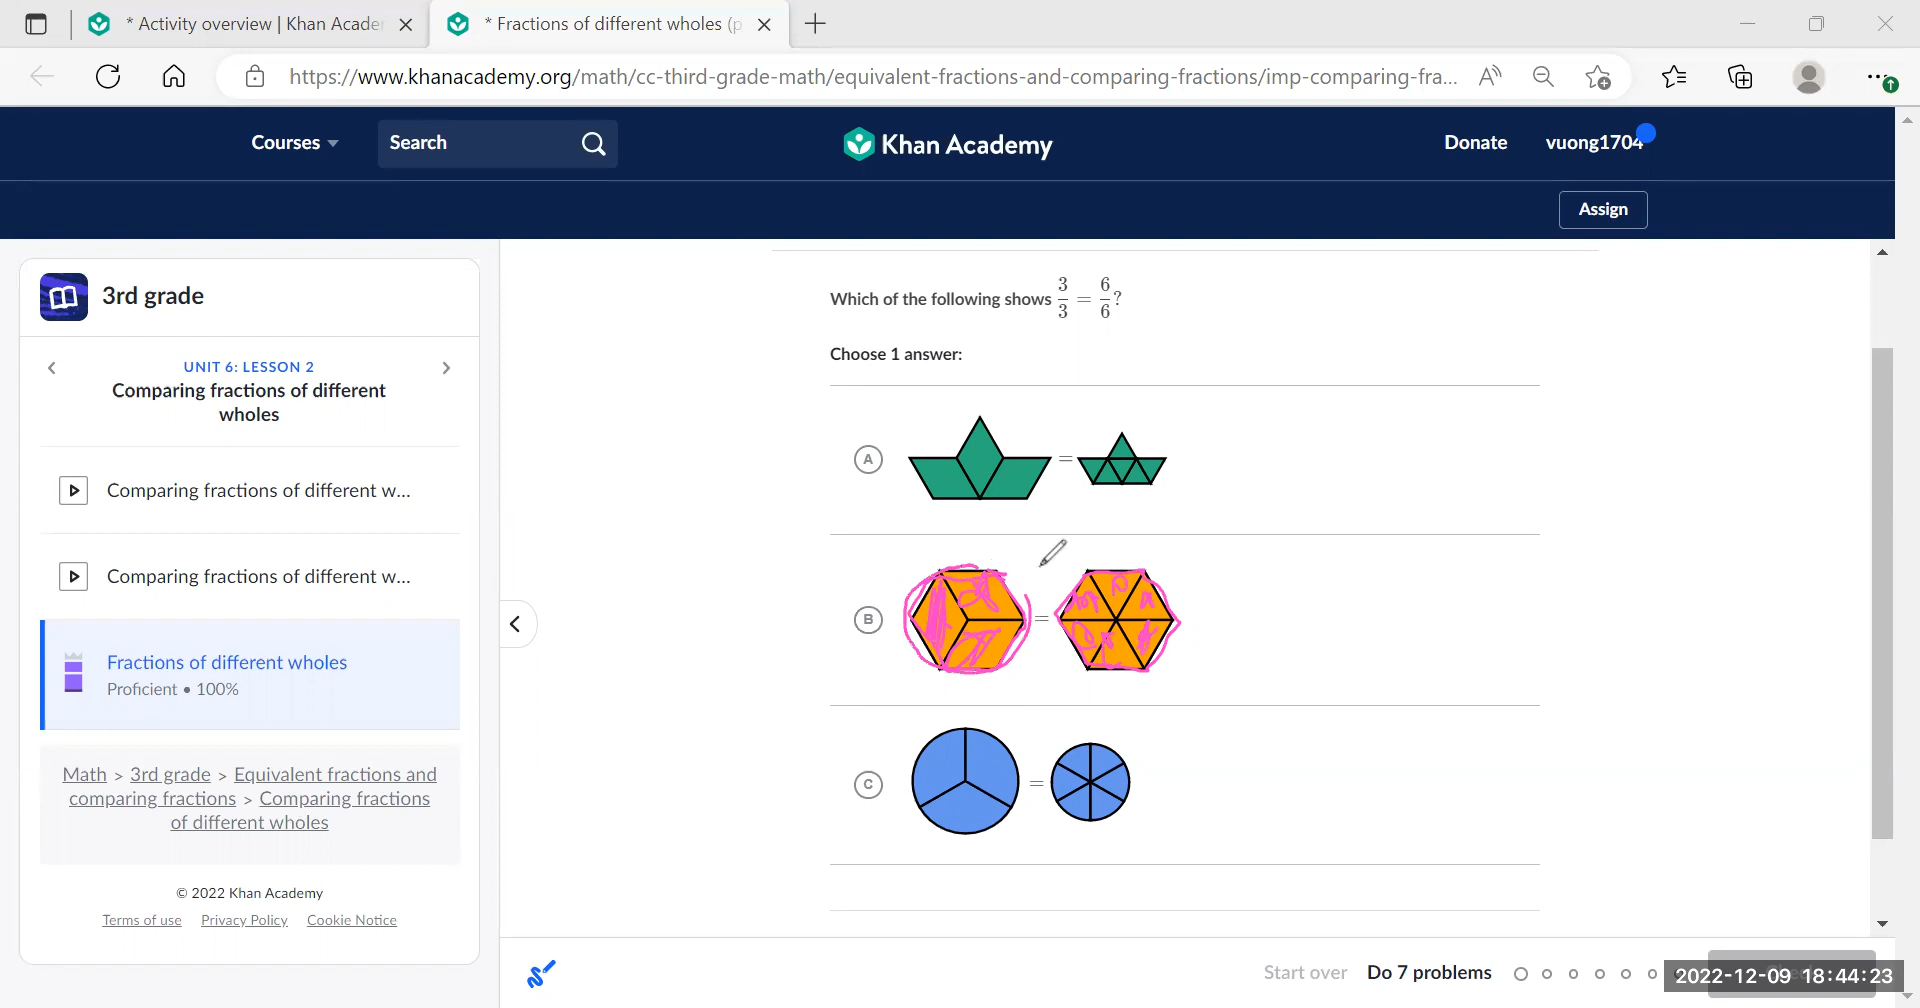 * Activity overview | Khan Acade
* Fractions of different wholes (p
https://www.khanacademy.org/math/cc-third-grade-math/equivalent-fractions-and-comparing-fractions/imp-comparing-fra...
Courses
Search
Khan Academy
Donate
vuong1704
Assign
3rd grade
UNIT 6: LESSON 2
Comparing fractions of different
wholes
Comparing fractions of different w...
Comparing fractions of different w...
Fractions of different wholes
Proficient • 100%
Math > 3rd grade > Equivalent fractions and
comparing fractions > Comparing fractions
of different wholes
© 2022 Khan Academy
Terms of use Privacy Policy Cookie Notice
Which of the following shows 3/3 = 6/6?
Choose 1 answer:
A =
B =
C =
Start over Do 7 problems
2022-12-09 18:44:23